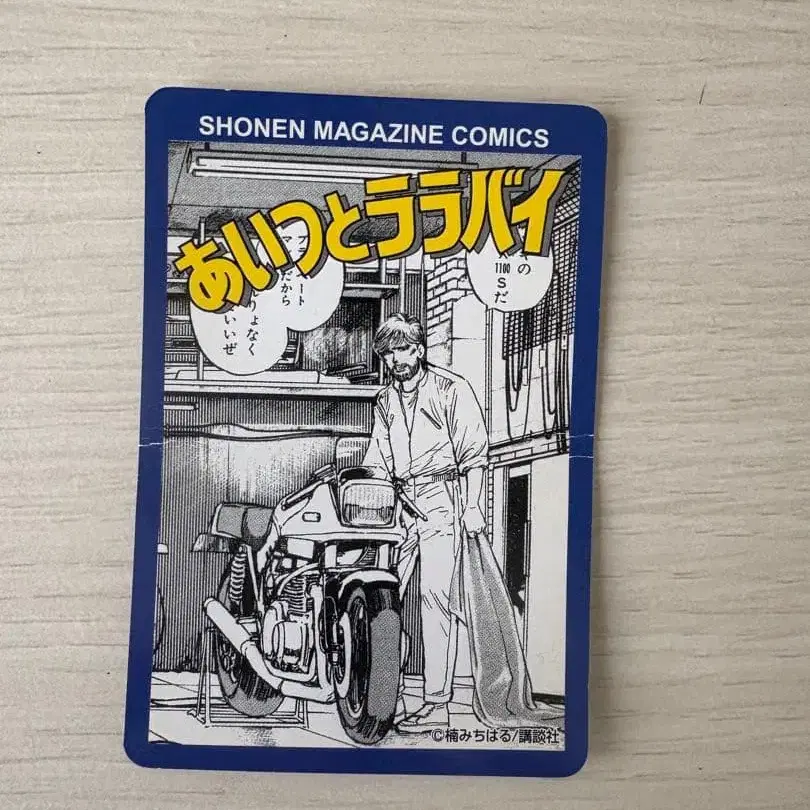 SHONEN MAGAZINE COMICS
あいつとララバイ
の
1100
Sだ
だから
りょなく
いいぜ
©楠みちはる/講談社